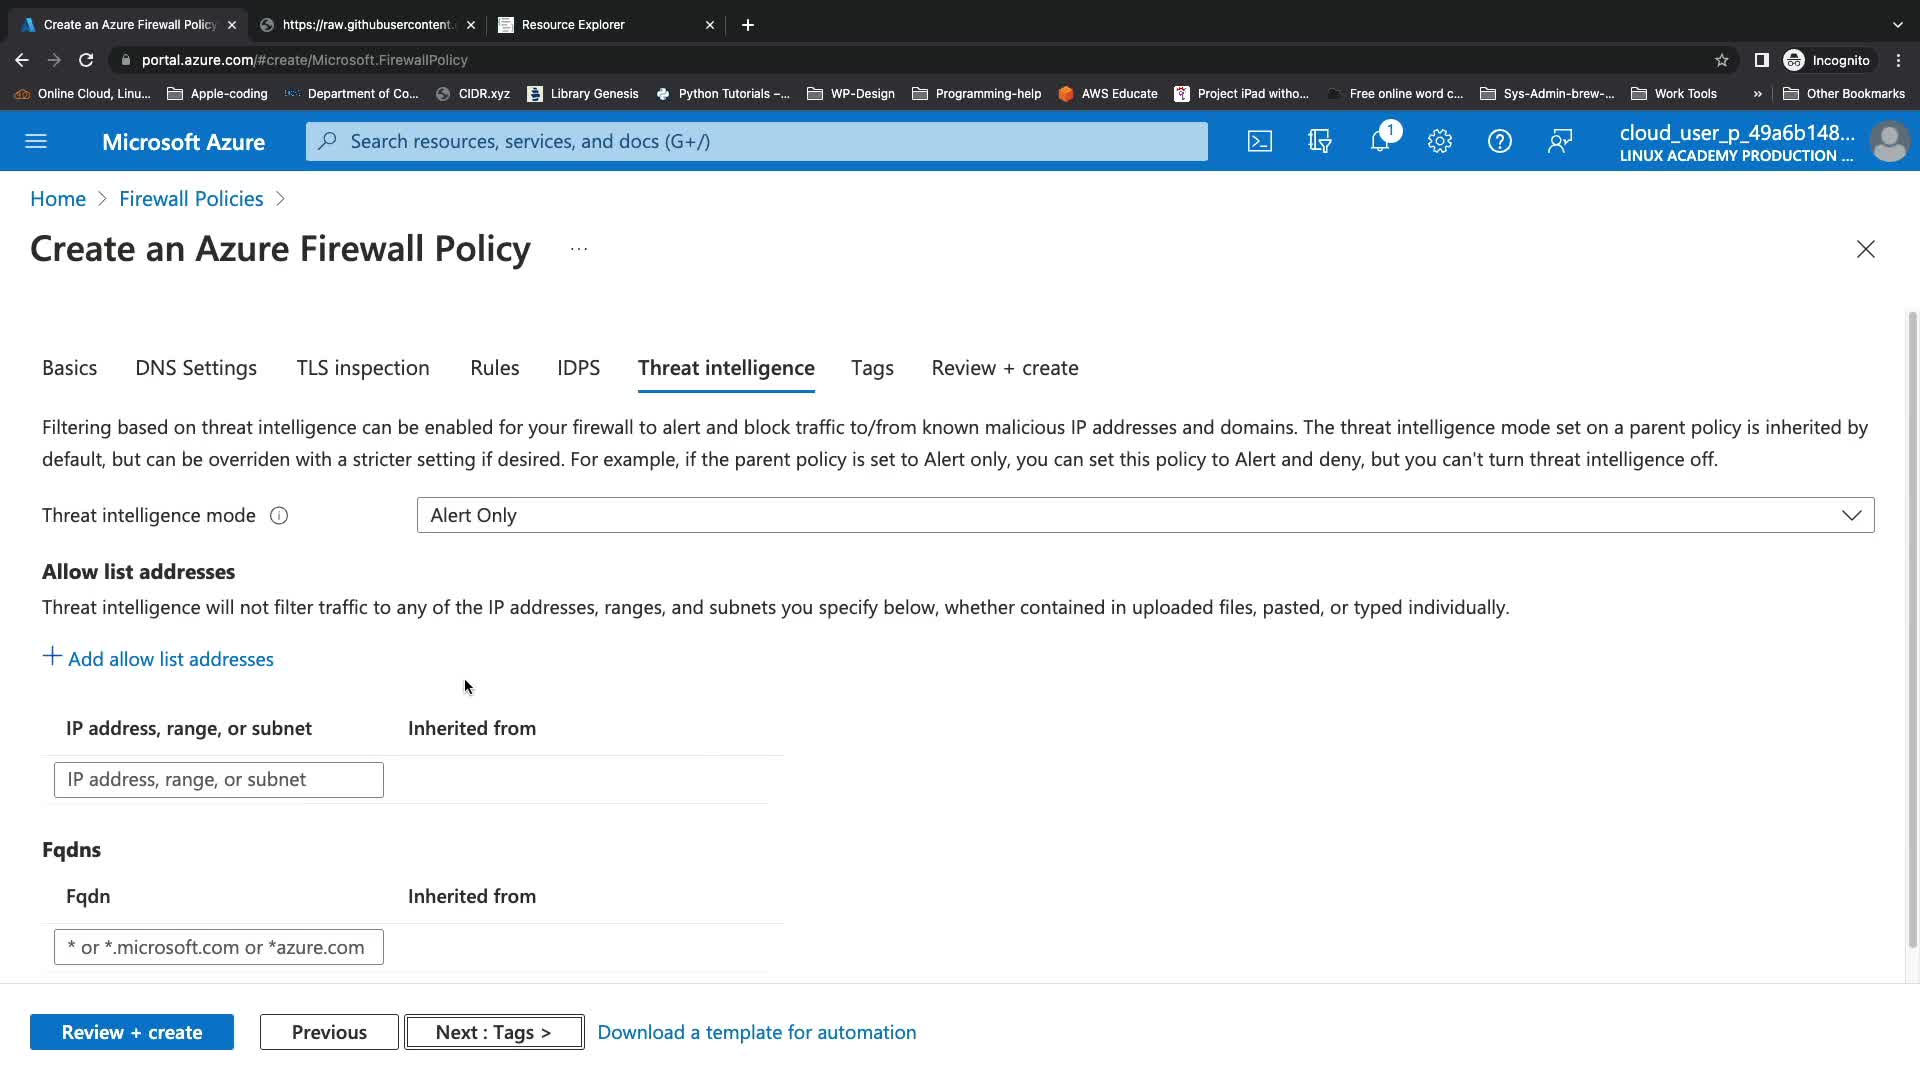 Create an Azure Firewall Policy
https://raw.githubusercontent.
Resource Explorer
portal.azure.com/#create/Microsoft.FirewallPolicy
Incognito
Online Cloud, Linu...
Apple-coding
Department of Co...
CIDR.xyz
Library Genesis
Python Tutorials –...
WP-Design
Programming-help
AWS Educate
Project iPad witho...
Free online word c...
Sys-Admin-brew-...
Work Tools
»
Other Bookmarks
Microsoft Azure
Search resources, services, and docs (G+/)
1
cloud_user_p_49a6b148...
LINUX ACADEMY PRODUCTION ...
Home > Firewall Policies >
Create an Azure Firewall Policy ...
Basics DNS Settings TLS inspection Rules IDPS Threat intelligence Tags Review + create
Filtering based on threat intelligence can be enabled for your firewall to alert and block traffic to/from known malicious IP addresses and domains. The threat intelligence mode set on a parent policy is inherited by
default, but can be overriden with a stricter setting if desired. For example, if the parent policy is set to Alert only, you can set this policy to Alert and deny, but you can't turn threat intelligence off.
Threat intelligence mode
Alert Only
Allow list addresses
Threat intelligence will not filter traffic to any of the IP addresses, ranges, and subnets you specify below, whether contained in uploaded files, pasted, or typed individually.
+ Add allow list addresses
IP address, range, or subnet Inherited from
IP address, range, or subnet
Fqdns
Fqdn Inherited from
* or *.microsoft.com or *azure.com
Review + create
Previous
Next : Tags >
Download a template for automation